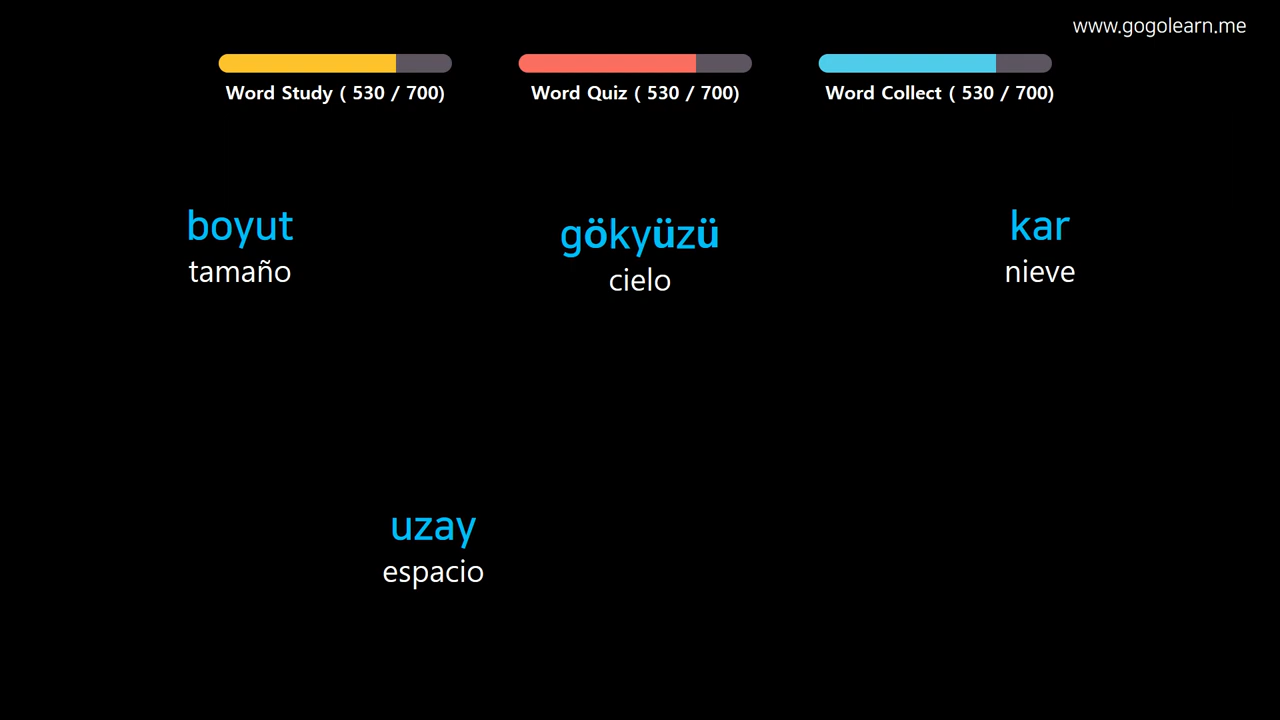 www.gogolearn.me
Word Study ( 530 / 700)
Word Quiz ( 530 / 700)
Word Collect ( 530 / 700)
boyut
tamaño
gökyüzü
cielo
kar
nieve
uzay
espacio